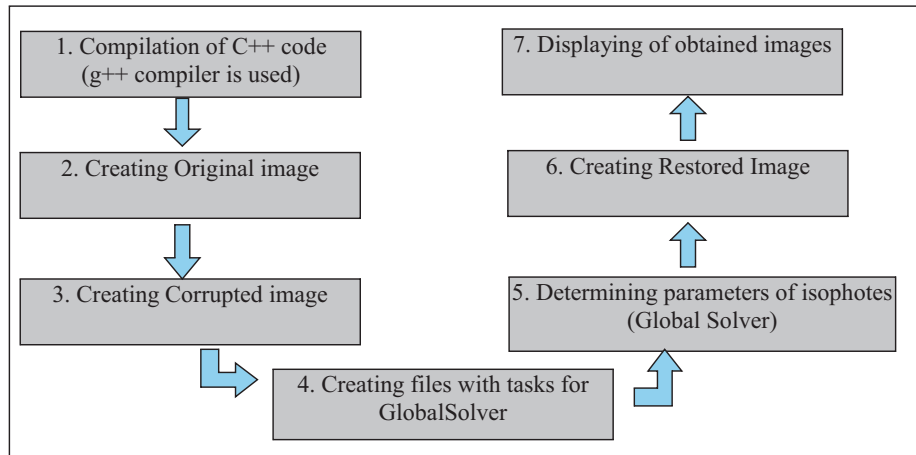 1. Compilation of C++ code
(g++ compiler is used)
2. Creating Original image
3. Creating Corrupted image
4. Creating files with tasks for
GlobalSolver
5. Determining parameters of isophotes
(Global Solver)
6. Creating Restored Image
7. Displaying of obtained images